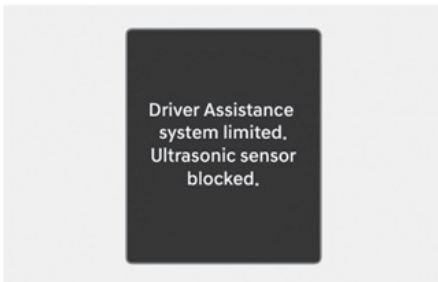 Driver Assistance
system limited.
Ultrasonic sensor
blocked.